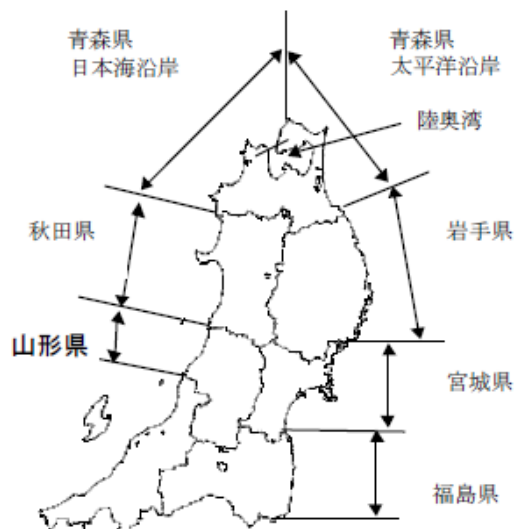 青森県
日本海沿岸
青森県
太平洋沿岸
陸奥湾
秋田県
岩手県
山形県
宮城県
福島県